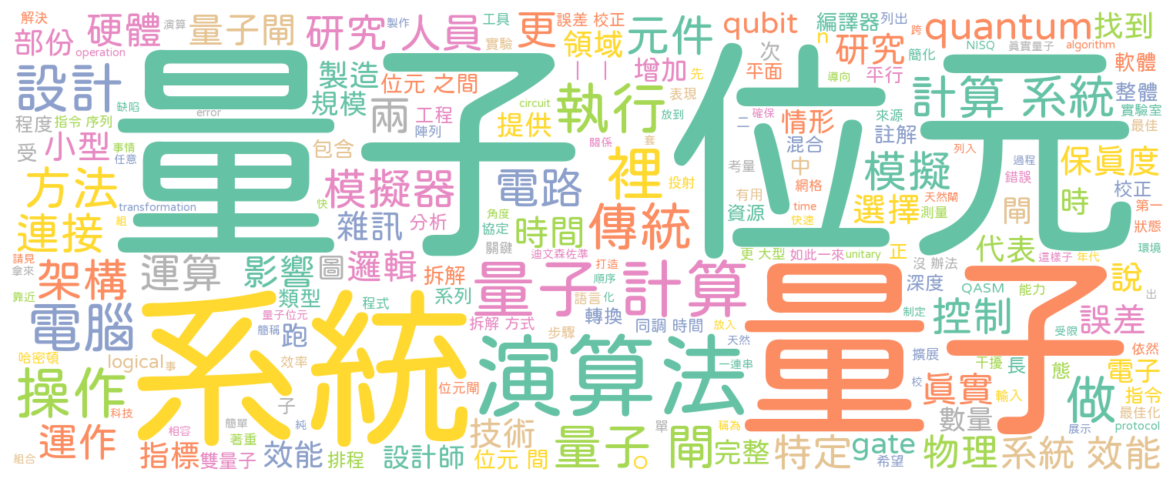 解決 製作 工具 誤差 校正 列出 跨
部份 硬體 演算 量子閘 研究 人員 更 領域 元件 qubit 編譯器 n quantum 找到
operation 實驗 次 研究 簡化 NISQ 真實量子 algorithm
設計 製造 位元 之間 增加 先 平面 平行 軟體
規模 兩 工程 circuit 執行 表現 情形 計算 系統 整體
缺陷 指令 序列 error 陣列 提供 放到 確保 二 來源 實驗室
程度 受 小型 事情 任意 包含 關係 套 混合 註解 最佳
方法 模擬器 電路 裡 考量 中 模擬 列入 過程 保真度
transformation 快 分析 角度 協定 投射 有用 網格 錯誤 校正
連接 組 雜訊 時間 傳統 資源 time 選擇 閘 天然閘 測量 時 第一 狀態
請見 拿來 關鍵 迪文森佐準 更 大型 快速 如此一來 unitary 正 代表 這樣子 年代 環境
架構 運算 影響 圖 邏輯 拆解 打造 順序 沒 辦法 深度 QASM 能力 說 出
靠近 類型 程式 系列 量子 計算 語言 化 制定
電腦 量子位元 簡稱 跑 拆解 方式 轉換 同調 時間 放入 天然 擴展 控制 受限 誤差 依然
哈密頓 logical 事 效率 步驟 一連串 干擾 長 態 電子
操作 系統 位元閘 演算法 量子 位元 量子 校 真實 輸入 做 指令
科技 子 純 最佳化
相容 簡單 技術 單 稱為 數量 protocol
運作 指標 著重 雙量子 效能 排程 設計師 位元 間 量子。 閘 完整 特定 gate 希望 物理 展示 系統 效能
組合